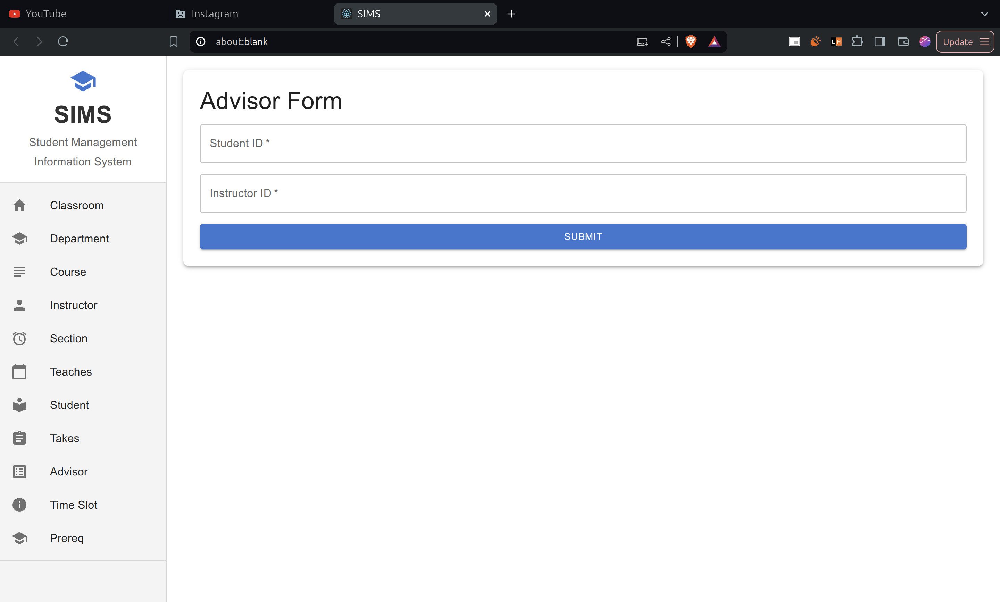 YouTube
Instagram
SIMS
about:blank
L H
Update
SIMS
Student Management
Information System
Classroom
Department
Course
Instructor
Section
Teaches
Student
Takes
Advisor
Time Slot
Prereq
Advisor Form
Student ID *
Instructor ID *
SUBMIT